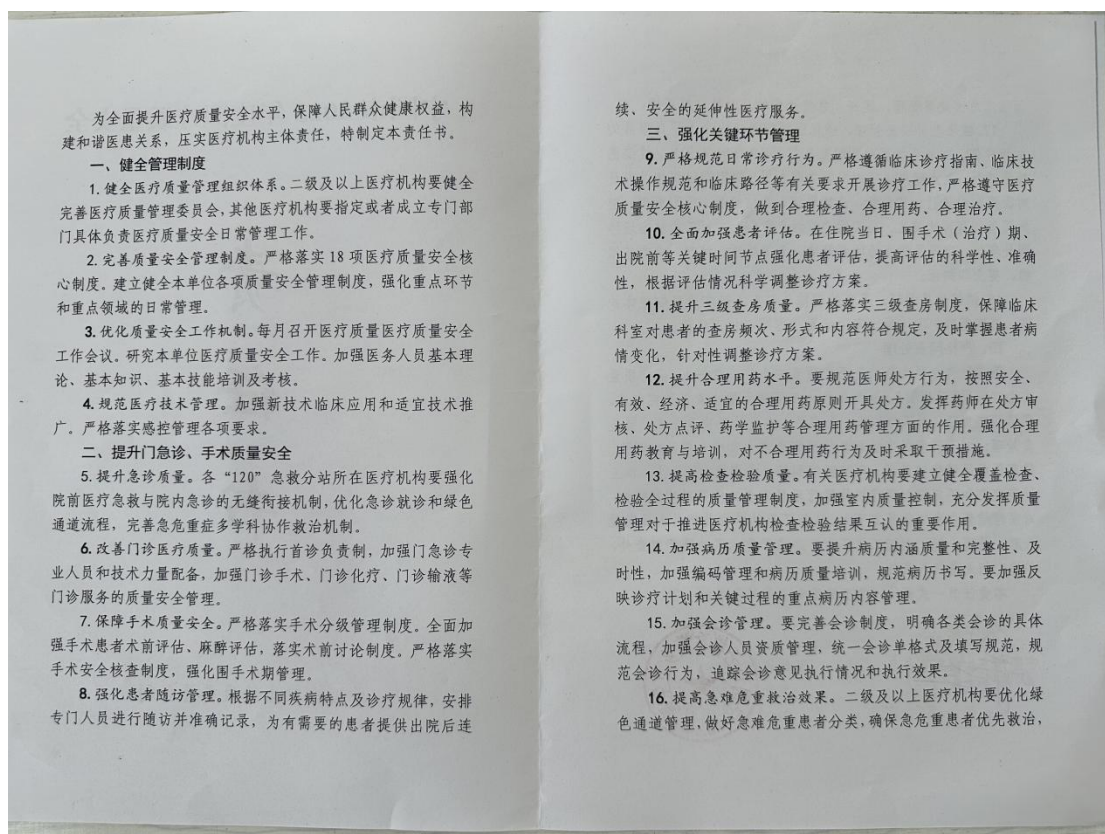 为全面提升医疗质量安全水平，保障人民群众健康权益，构
建和谐医患关系，压实医疗机构主体责任，特制定本责任书。
一、健全管理制度
1. 健全医疗质量管理组织体系。二级及以上医疗机构要健全
完善医疗质量管理委员会，其他医疗机构要指定或者成立专门部
门具体负责医疗质量安全日常管理工作。
2. 完善质量安全管理制度。严格落实 18 项医疗质量安全核
心制度。建立健全本单位各项质量安全管理制度，强化重点环节
和重点领域的日常管理。
3. 优化质量安全工作机制。每月召开医疗质量医疗质量安全
工作会议。研究本单位医疗质量安全工作。加强医务人员基本理
论、基本知识、基本技能培训及考核。
4. 规范医疗技术管理。加强新技术临床应用和适宜技术推
广。严格落实感控管理各项要求。
二、提升门急诊、手术质量安全
5. 提升急诊质量。各“120”急救分站所在医疗机构要强化
院前医疗急救与院内急诊的无缝衔接机制，优化急诊就诊和绿色
通道流程，完善急危重症多学科协作救治机制。
6. 改善门诊医疗质量。严格执行首诊负责制，加强门急诊专
业人员和技术力量配备，加强门诊手术、门诊化疗、门诊输液等
门诊服务的质量安全管理。
7. 保障手术质量安全。严格落实手术分级管理制度。全面加
强手术患者术前评估、麻醉评估，落实术前讨论制度。严格落实
手术安全核查制度，强化围手术期管理。
8. 强化患者随访管理。根据不同疾病特点及诊疗规律，安排
专门人员进行随访并准确记录，为有需要的患者提供出院后连
续、安全的延伸性医疗服务。
三、强化关键环节管理
9. 严格规范日常诊疗行为。严格遵循临床诊疗指南、临床技
术操作规范和临床路径等有关要求开展诊疗工作，严格遵守医疗
质量安全核心制度，做到合理检查、合理用药、合理治疗。
10. 全面加强患者评估。在住院当日、围手术（治疗）期、
出院前等关键时间节点强化患者评估，提高评估的科学性、准确
性，根据评估情况科学调整诊疗方案。
11. 提升三级查房质量。严格落实三级查房制度，保障临床
科室对患者的查房频次、形式和内容符合规定，及时掌握患者病
情变化，针对性调整诊疗方案。
12. 提升合理用药水平。要规范医师处方行为，按照安全、
有效、经济、适宜的合理用药原则开具处方。发挥药师在处方审
核、处方点评、药学监护等合理用药管理方面的作用。强化合理
用药教育与培训，对不合理用药行为及时采取干预措施。
13. 提高检查检验质量。有关医疗机构要建立健全覆盖检查、
检验全过程的质量管理制度，加强室内质量控制，充分发挥质量
管理对于推进医疗机构检查检验结果互认的重要作用。
14. 加强病历质量管理。要提升病历内涵质量和完整性、及
时性，加强编码管理和病历质量培训，规范病历书写。要加强反
映诊疗计划和关键过程的重点病历内容管理。
15. 加强会诊管理。要完善会诊制度，明确各类会诊的具体
流程，加强会诊人员资质管理，统一会诊单格式及填写规范，规
范会诊行为，追踪会诊意见执行情况和执行效果。
16. 提高急难危重救治效果。二级及以上医疗机构要优化绿
色通道管理，做好急难危重患者分类，确保急危重患者优先救治，